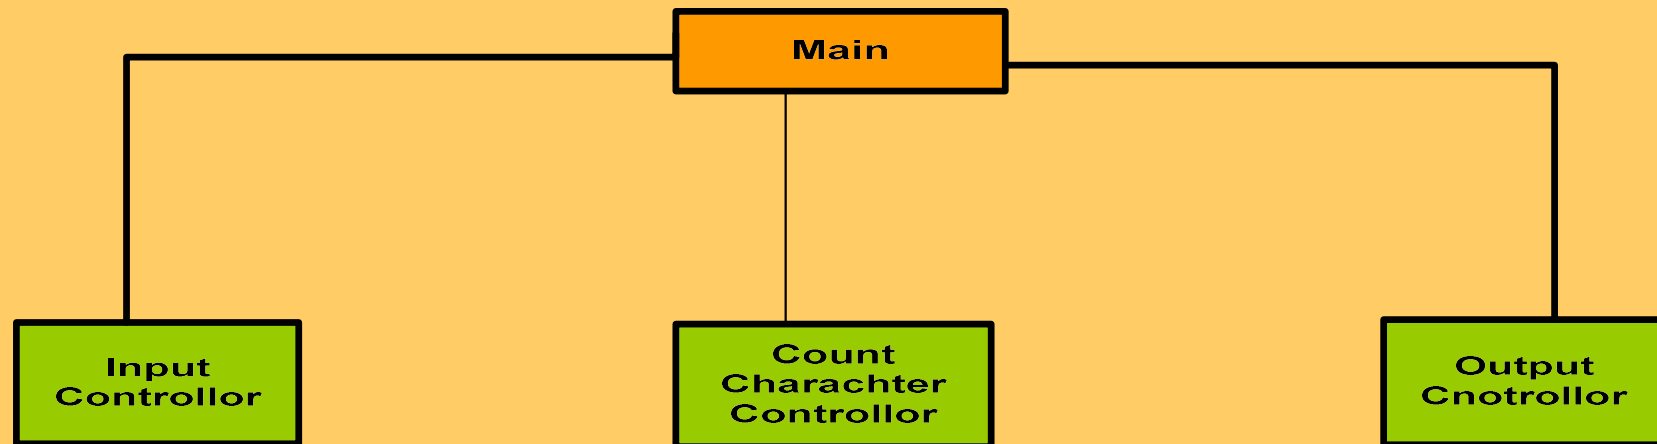 Main
Input
Controllor
Count
Charachter
Controllor
Output
Cnotrollor